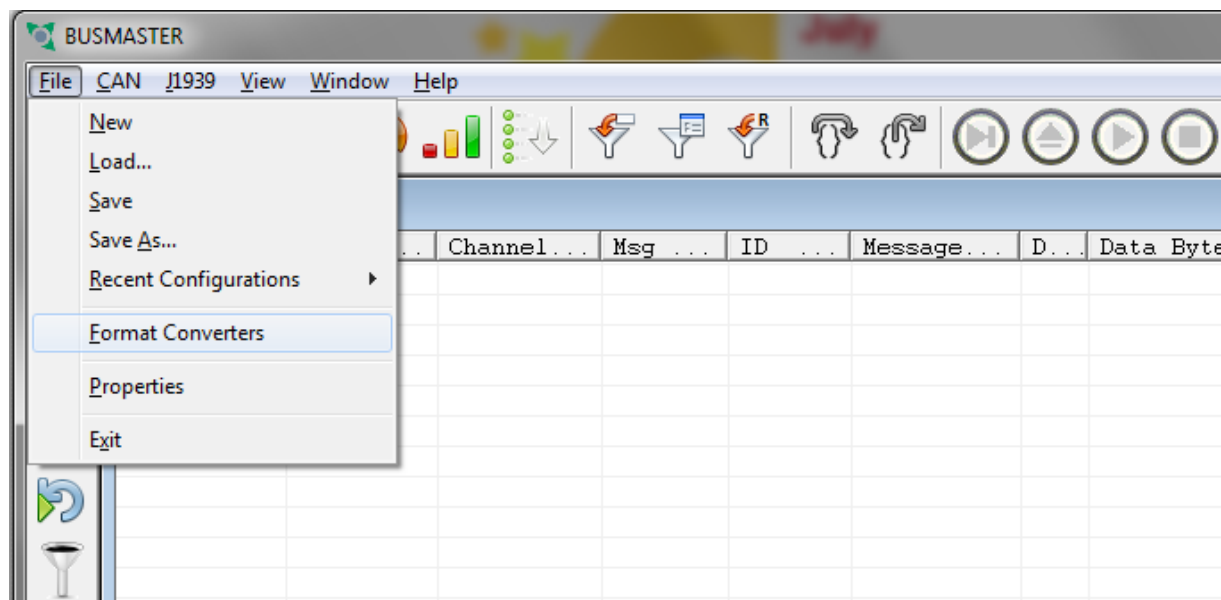 July
BUSMASTER
File CAN J1939 View Window Help
New
Load...
Save
Save As...
Recent Configurations
Format Converters
Properties
Exit
R
F=
.. Channel... Msg ... ID ... Message... D... Data Byte